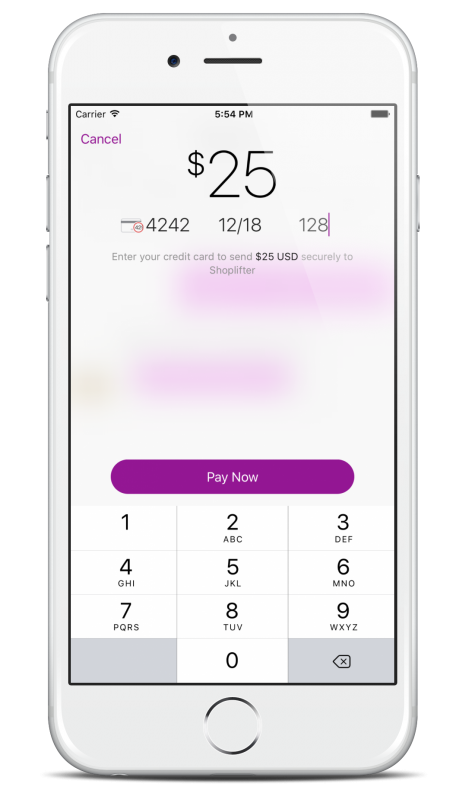 Carrier 5:54 PM
Cancel
$25
4242 12/18 128
Enter your credit card to send $25 USD securely to
Shoplifter
Pay Now
1 2 3
ABC DEF
4 5 6
GHI JKL MNO
7 8 9
PQRS TUV WXYZ
0